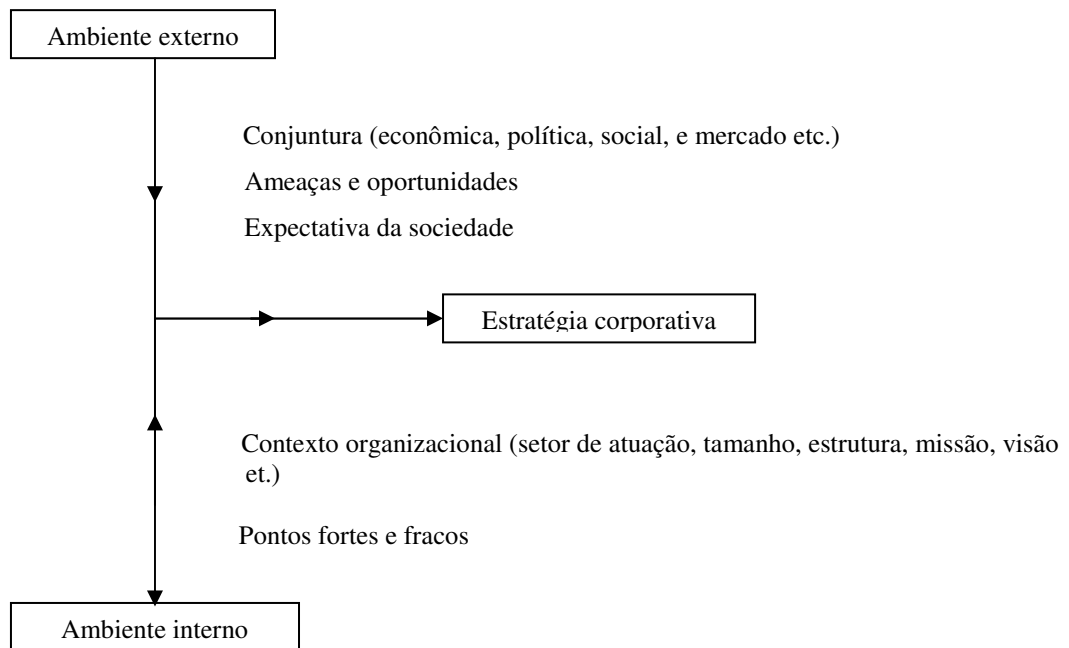 Ambiente externo
Conjuntura (econômica, política, social, e mercado etc.)
Ameaças e oportunidades
Expectativa da sociedade
Estratégia corporativa
Contexto organizacional (setor de atuação, tamanho, estrutura, missão, visão
et.)
Pontos fortes e fracos
Ambiente interno